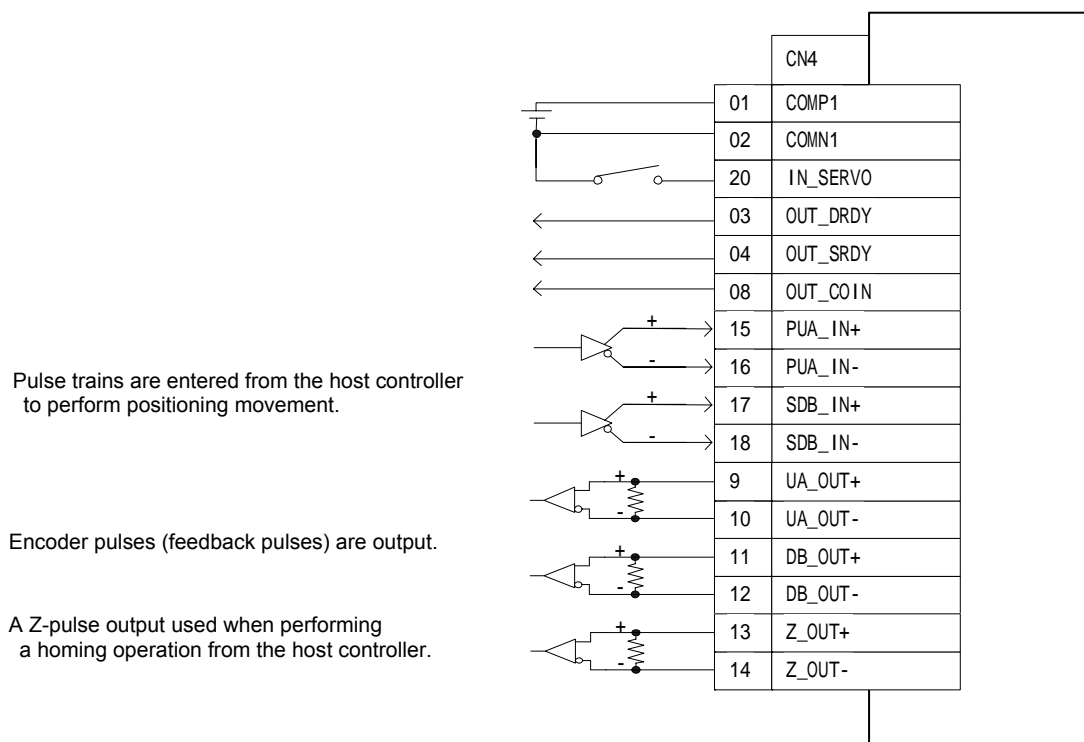 CN4
01 COMP1
02 COMN1
20 IN_SERVO
03 OUT_DRDY
04 OUT_SRDY
08 OUT_COIN
+ 15 PUA_IN+
- 16 PUA_IN-
Pulse trains are entered from the host controller
to perform positioning movement.
+ 17 SDB_IN+
- 18 SDB_IN-
+ 9 UA_OUT+
- 10 UA_OUT-
Encoder pulses (feedback pulses) are output.
+ 11 DB_OUT+
- 12 DB_OUT-
A Z-pulse output used when performing
a homing operation from the host controller.
+ 13 Z_OUT+
- 14 Z_OUT-